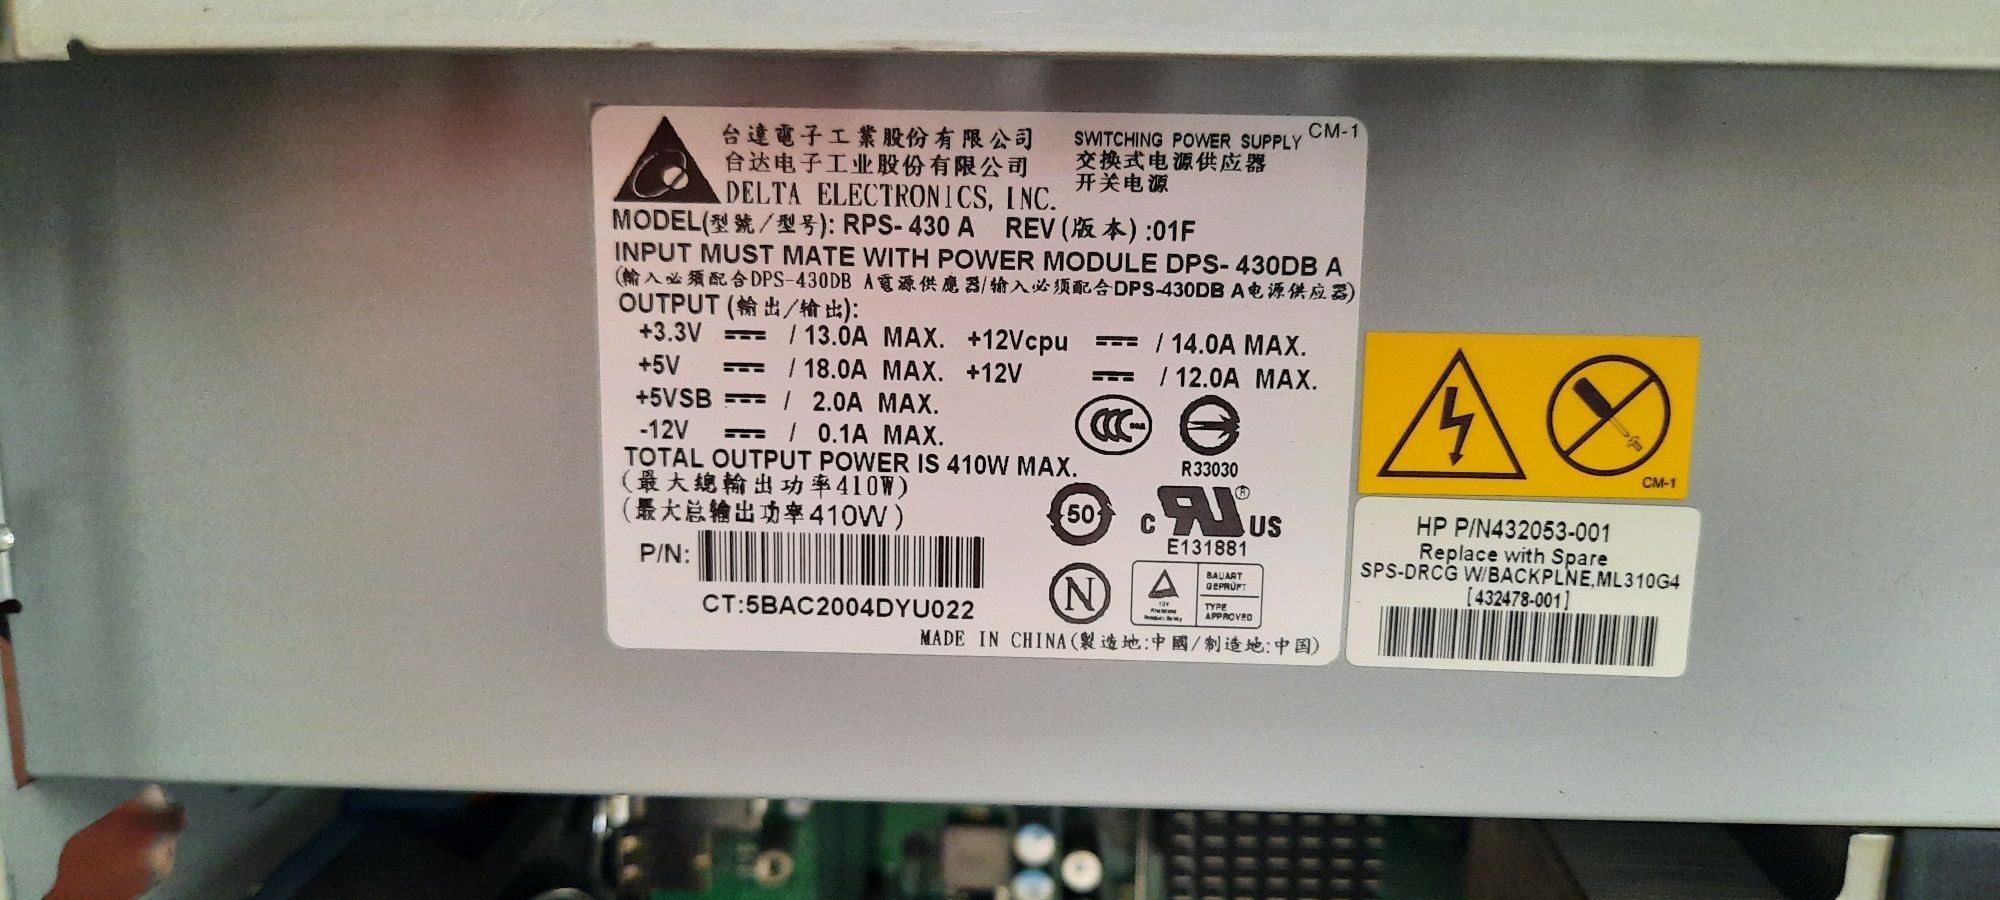 台達電子工業股份有限公司
台达电子工业股份有限公司
DELTA ELECTRONICS, INC.
SWITCHING POWER SUPPLY CM-1
交换式电源供应器
开关电源
MODEL(型號/型号): RPS- 430 A REV(版本) :01F
INPUT MUST MATE WITH POWER MODULE DPS- 430DB A
(輸入必須配合DPS-430DB A電源供應器/输入必须配合DPS-430DB A电源供应器)
OUTPUT (輸出/输出):
+3.3V / 13.0A MAX. +12Vcpu / 14.0A MAX.
+5V / 18.0A MAX. +12V / 12.0A MAX.
+5VSB / 2.0A MAX.
-12V / 0.1A MAX.
TOTAL OUTPUT POWER IS 410W MAX.
(最大總輸出功率410W)
(最大总输出功率410W)
R33030
50
C RU ® US
E131881
P/N:
CT:5BAC2004DYU022
N
BAUART
GEPRÜFT
TYPE
APPROVED
MADE IN CHINA(製造地:中國/制造地:中国)
CM-1
HP P/N432053-001
Replace with Spare
SPS-DRCG W/BACKPLNE,ML310G4
[432478-001]